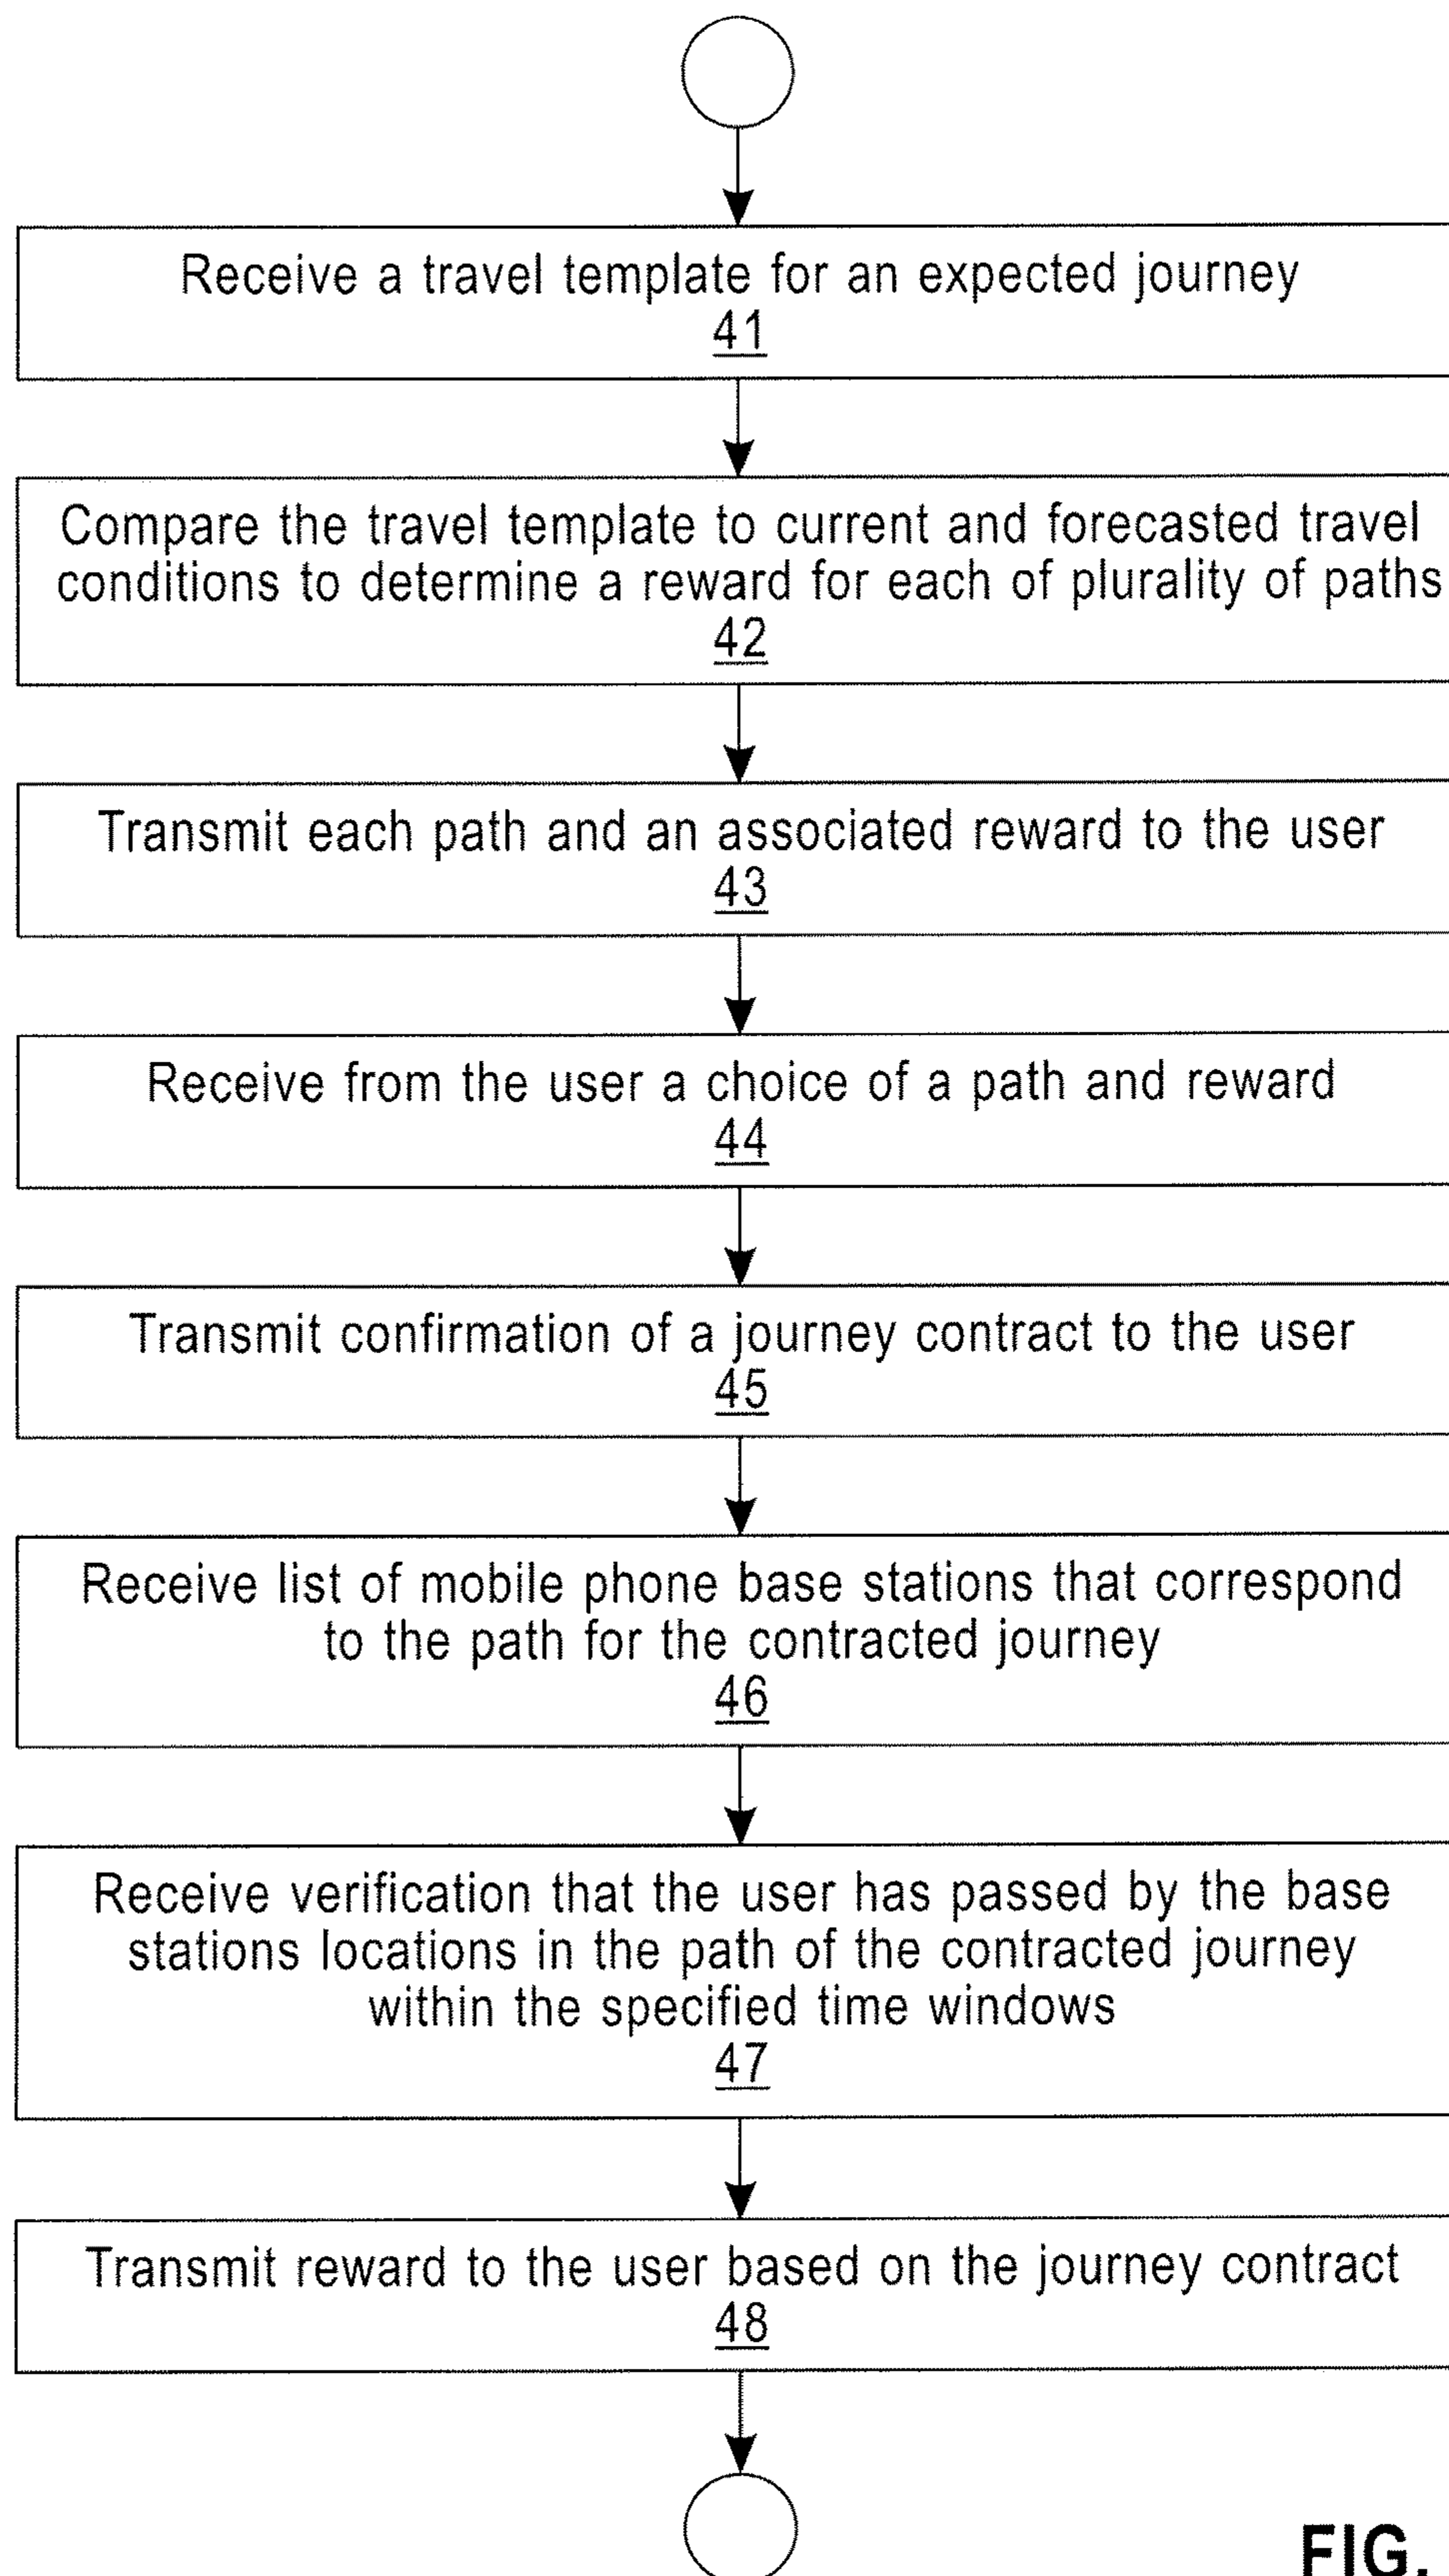 Receive a travel template for an expected journey
41
Compare the travel template to current and forecasted travel
conditions to determine a reward for each of plurality of paths
42
Transmit each path and an associated reward to the user
43
Receive from the user a choice of a path and reward
44
Transmit confirmation of a journey contract to the user
45
Receive list of mobile phone base stations that correspond
to the path for the contracted journey
46
Receive verification that the user has passed by the base
stations locations in the path of the contracted journey
within the specified time windows
47
Transmit reward to the user based on the journey contract
48
FIG.